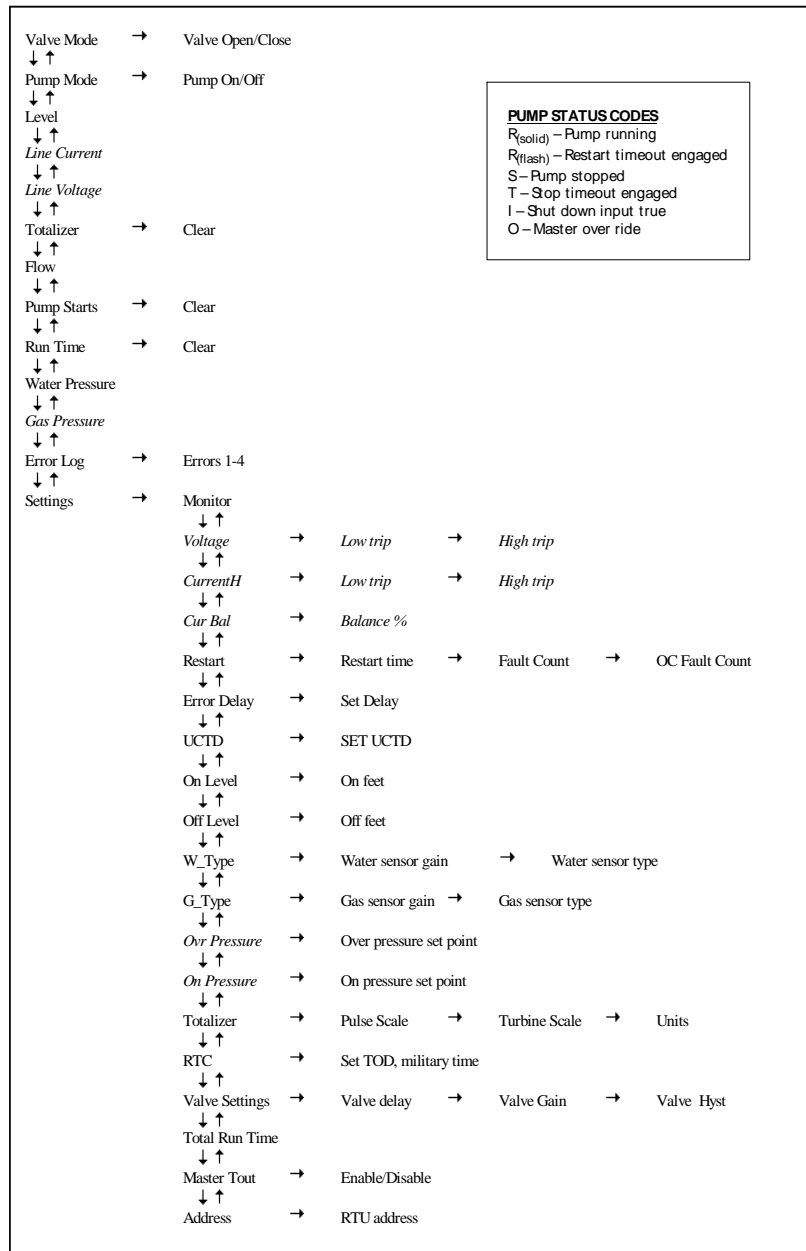 Valve Mode → Valve Open/Close
↓ ↑
Pump Mode → Pump On/Off
↓ ↑
Level
↓ ↑
Line Current
↓ ↑
Line Voltage
↓ ↑
Totalizer → Clear
↓ ↑
Flow
↓ ↑
Pump Starts → Clear
↓ ↑
Run Time → Clear
↓ ↑
Water Pressure
↓ ↑
Gas Pressure
↓ ↑
Error Log → Errors 1-4
↓ ↑
Settings → Monitor
↓ ↑
Voltage → Low trip → High trip
↓ ↑
CurrentH → Low trip → High trip
↓ ↑
Cur Bal → Balance %
↓ ↑
Restart → Restart time → Fault Count → OC Fault Count
↓ ↑
Error Delay → Set Delay
↓ ↑
UCTD → SET UCTD
↓ ↑
On Level → On feet
↓ ↑
Off Level → Off feet
↓ ↑
W_Type → Water sensor gain → Water sensor type
↓ ↑
G_Type → Gas sensor gain → Gas sensor type
↓ ↑
Ovr Pressure → Over pressure set point
↓ ↑
On Pressure → On pressure set point
↓ ↑
Totalizer → Pulse Scale → Turbine Scale → Units
↓ ↑
RTC → Set TOD, military time
↓ ↑
Valve Settings → Valve delay → Valve Gain → Valve Hyst
↓ ↑
Total Run Time
↓ ↑
Master Tout → Enable/Disable
↓ ↑
Address → RTU address
PUMP STATUS CODES
R(solid) – Pump running
R(flash) – Restart timeout engaged
S – Pump stopped
T – Stop timeout engaged
I – Shut down input true
O – Master over ride